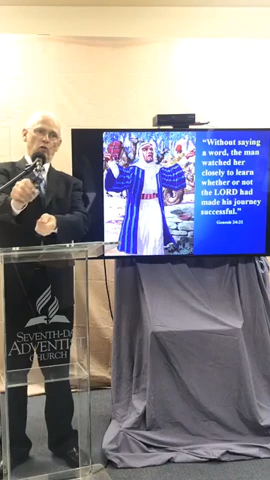 “Without saying
a word, the man
watched her
closely to learn
whether or not
the LORD had
made his journey
successful.”
Genesis 24:21
SEVENTH-DAY
ADVENTIST
CHURCH